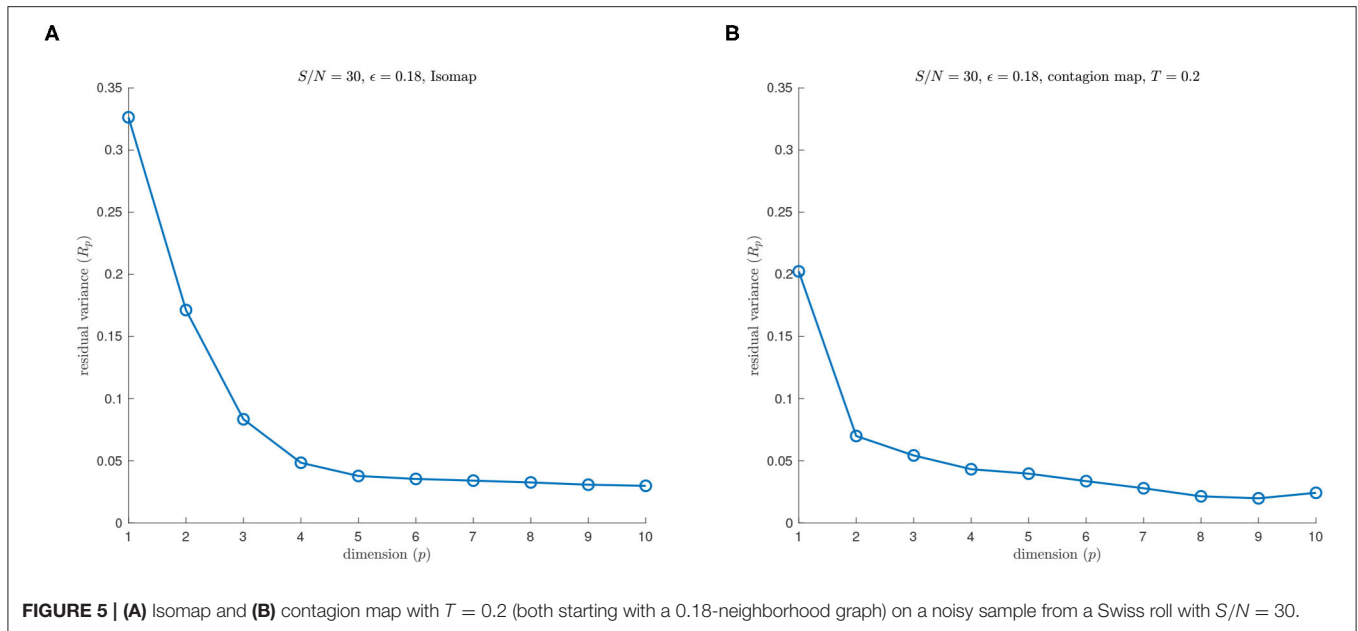 A
S/N = 30, ϵ = 0.18, Isomap
0.35
0.3
0.25
0.2
0.15
0.1
0.05
0
residual variance (R_p)
1 2 3 4 5 6 7 8 9 10
dimension (p)
B
S/N = 30, ϵ = 0.18, contagion map, T = 0.2
0.35
0.3
0.25
0.2
0.15
0.1
0.05
0
residual variance (R_p)
1 2 3 4 5 6 7 8 9 10
dimension (p)
FIGURE 5 | (A) Isomap and (B) contagion map with T = 0.2 (both starting with a 0.18-neighborhood graph) on a noisy sample from a Swiss roll with S/N = 30.